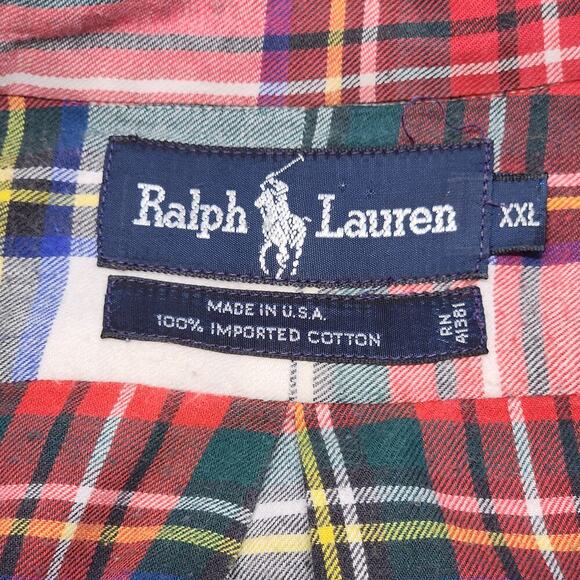 Ralph Lauren
XXL
MADE IN U.S.A.
100% IMPORTED COTTON
RN 41381